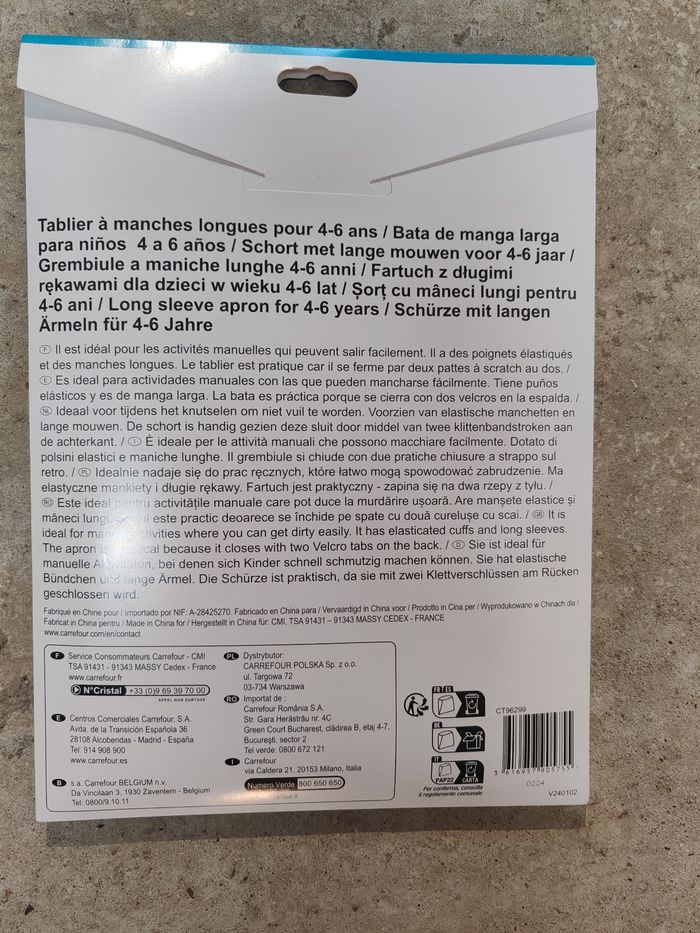 Tablier à manches longues pour 4-6 ans / Bata de manga larga
para niños 4 a 6 años / Schort met lange mouwen voor 4-6 jaar /
Grembiule a maniche lunghe 4-6 anni / Fartuch z długimi
rękawami dla dzieci w wieku 4-6 lat / Șorț cu mâneci lungi pentru
4-6 ani / Long sleeve apron for 4-6 years / Schürze mit langen
Ärmeln für 4-6 Jahre
F Il est idéal pour les activités manuelles qui peuvent salir facilement. Il a des poignets élastiqués
et des manches longues. Le tablier est pratique car il se ferme par deux pattes à scratch au dos. /
E Es ideal para actividades manuales con las que pueden mancharse fácilmente. Tiene puños
elásticos y es de manga larga. La bata es práctica porque se cierra con dos velcros en la espalda. /
NL Ideaal voor tijdens het knutselen om niet vuil te worden. Voorzien van elastische manchetten en
lange mouwen. De schort is handig gezien deze sluit door middel van twee klittenbandstroken aan
de achterkant. / I È ideale per le attività manuali che possono macchiare facilmente. Dotato di
polsini elastici e maniche lunghe. Il grembiule si chiude con due pratiche chiusure a strappo sul
retro. / PL Idealnie nadaje się do prac ręcznych, które łatwo mogą spowodować zabrudzenie. Ma
elastyczne mankiety i długie rękawy. Fartuch jest praktyczny - zapina się na dwa rzepy z tyłu. /
RO Este ideal pentru activitățile manuale care pot duce la murdărire ușoară. Are manșete elastice și
mâneci lungi. este practic deoarece se închide pe spate cu două curelușe cu scai. / GB It is
ideal for manual activities where you can get dirty easily. It has elasticated cuffs and long sleeves.
The apron is practical because it closes with two Velcro tabs on the back. / D Sie ist ideal für
manuelle Aktivitäten, bei denen sich Kinder schnell schmutzig machen können. Sie hat elastische
Bündchen und lange Ärmel. Die Schürze ist praktisch, da sie mit zwei Klettverschlüssen am Rücken
geschlossen wird.
Fabriqué en Chine pour / importado por NIF: A-28425270. Fabricado en China para / Vervaardigd in China voor / Prodotto in Cina per / Wyprodukowano w Chinach dla /
Fabricat în China pentru / Made in China for / Hergestellt in China für: CMI, TSA 91431 – 91343 MASSY CEDEX - FRANCE
www.carrefour.com/en/contact
F Service Consommateurs Carrefour - CMI
TSA 91431 - 91343 MASSY Cedex - France
www.carrefour.fr
N°Cristal +33 (0)9 69 39 70 00
APPEL NON SURTAXÉ
E Centros Comerciales Carrefour, S.A.
Avda. de la Transición Española 36
28108 Alcobendas - Madrid - España
Tel: 914 908 900
www.carrefour.es
B s.a. Carrefour BELGIUM n.v.
Da Vincilaan 3, 1930 Zaventem - Belgium
Tel: 0800/9.10.11
PL Dystrybutor:
CARREFOUR POLSKA Sp. z o.o.
ul. Targowa 72
03-734 Warszawa
RO Importat de :
Carrefour România S.A.
Str. Gara Herăstrău nr. 4C
Green Court Bucharest, clădirea B, etaj 4-7,
București, sector 2
Tel verde: 0800 672 121
I Carrefour
via Caldera 21, 20153 Milano, Italia
Numero Verde 800 650 650
FR ES
DE
IT
PAP22 CARTA
Per conferma, consulta
il regolamento comunale
CT96299
3 616957 905755
0224
V240102